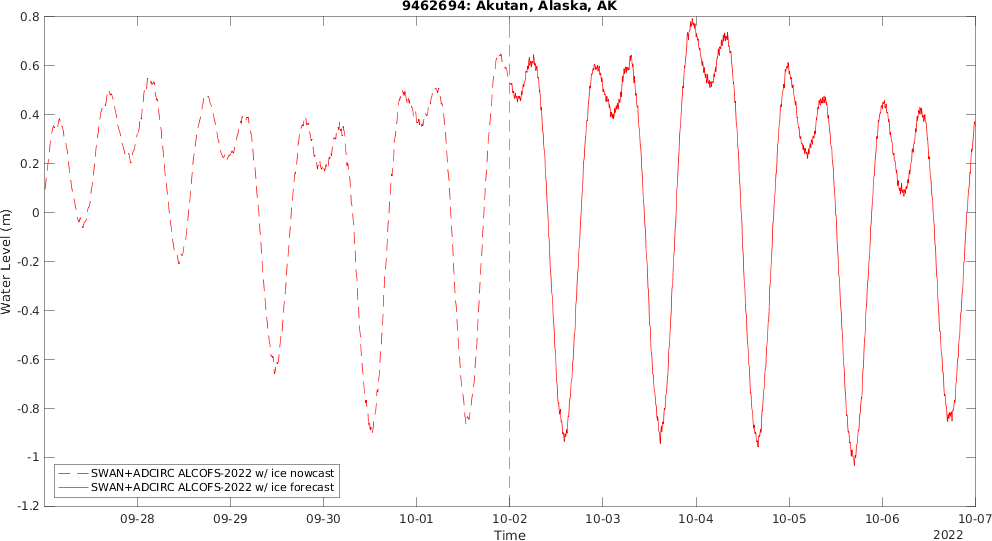 9462694: Akutan, Alaska, AK
0.8
0.6
0.4
0.2
0
-0.2
-0.4
-0.6
-0.8
-1
-1.2
Water Level (m)
SWAN+ADCIRC ALCOFS-2022 w/ ice nowcast
SWAN+ADCIRC ALCOFS-2022 w/ ice forecast
09-28 09-29 09-30 10-01 10-02 10-03 10-04 10-05 10-06 10-07
Time
2022